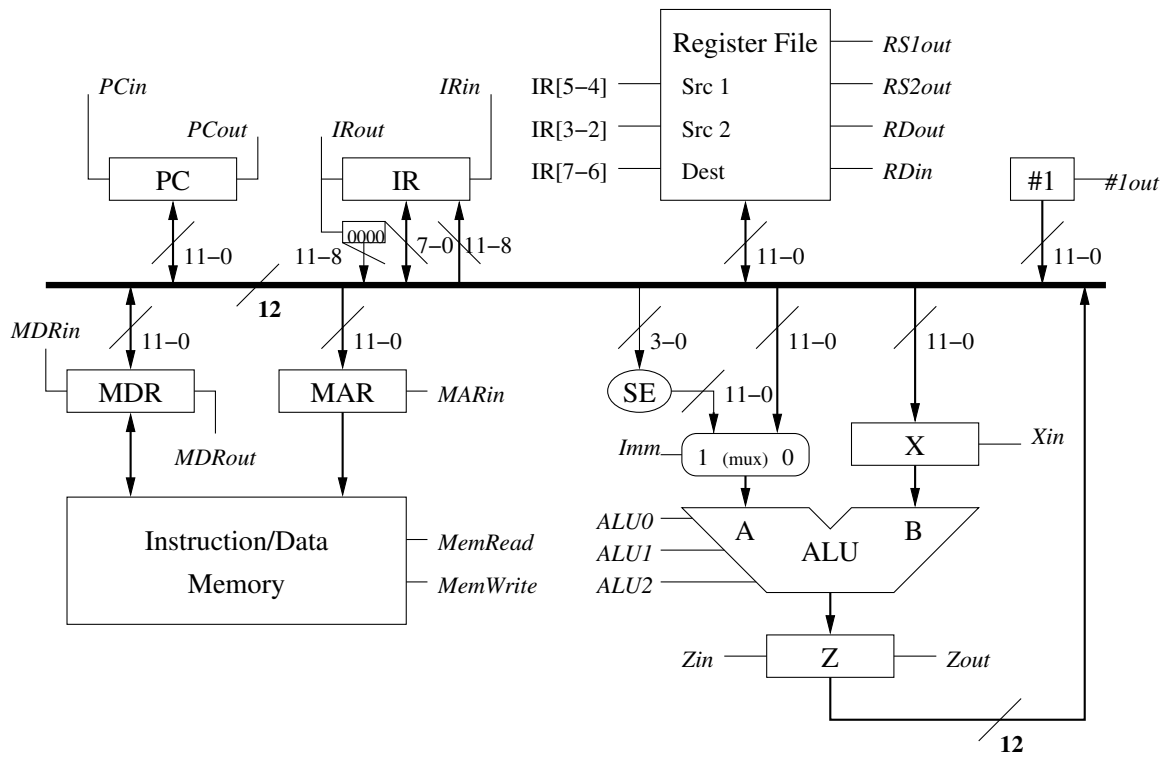 Register File
RS1out
PCin
IRin
IR[5−4]
Src 1
RS2out
PCout
IRout
IR[3−2]
Src 2
RDout
PC
IR
IR[7−6]
Dest
RDin
#1
#1out
0000
11−0
11−8
7−0
11−8
11−0
11−0
12
MDRin
11−0
11−0
3−0
11−0
11−0
MDR
MAR
MARin
SE
11−0
MDRout
Imm
1 (mux) 0
X
Xin
Instruction/Data
Memory
MemRead
MemWrite
ALU0
ALU1
ALU2
A
B
ALU
Zin
Z
Zout
12